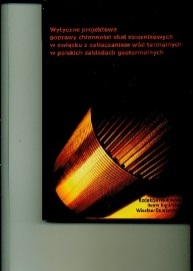 Wytyczne projektowe
poprawy chłonności skał zbiornikowych
w związku z zatłaczaniem wód termalnych
w polskich zakładach geotermalnych